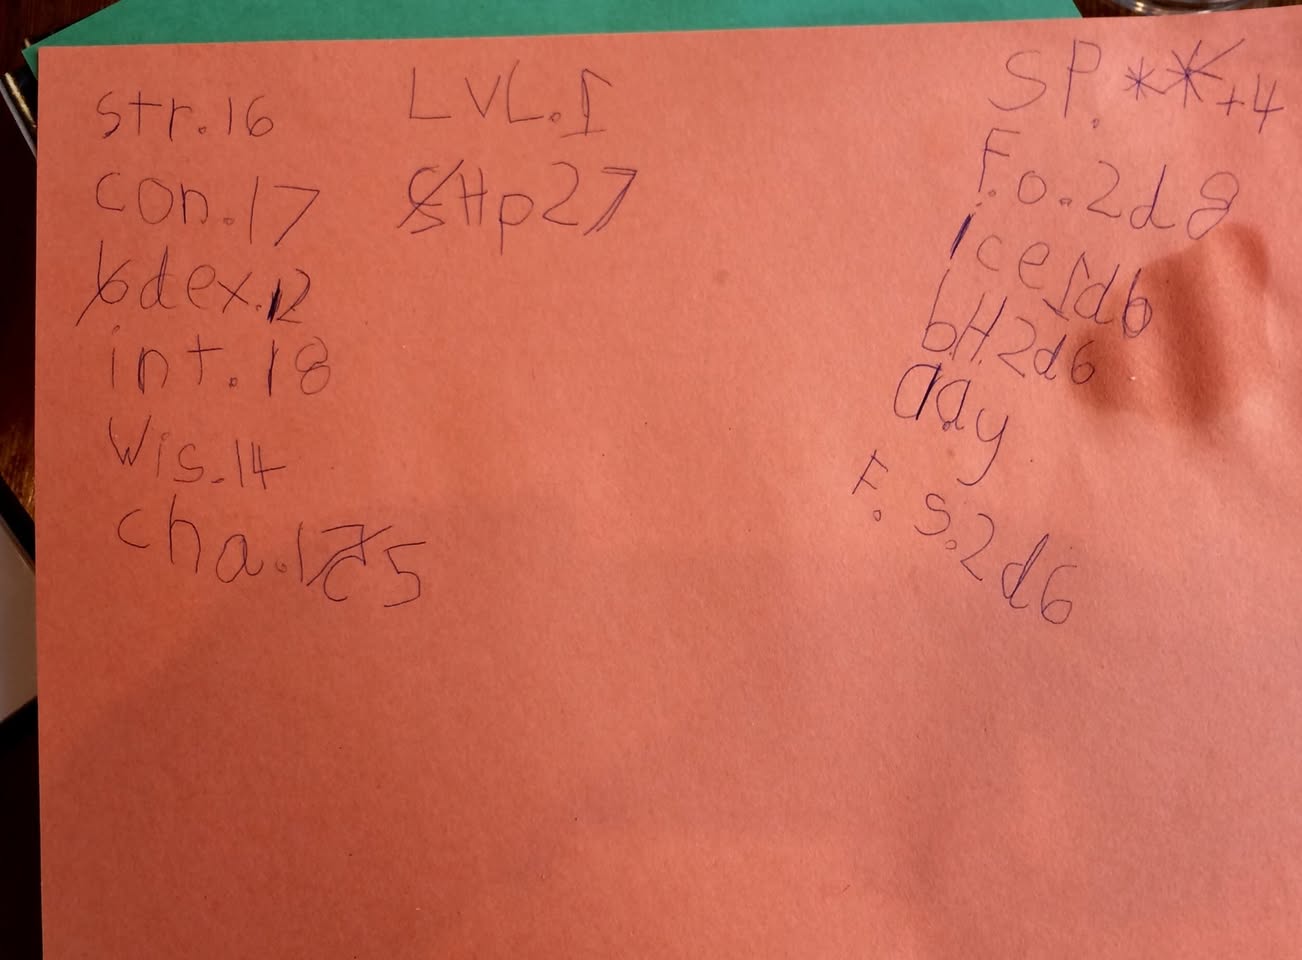 str.16
con.17
dex.12
int.18
Wis.14
cha.15
LVL.1
Hp27
SP. +4
F.o.2d8
ice1d6
b.H.2d6
day
F. S.2d6